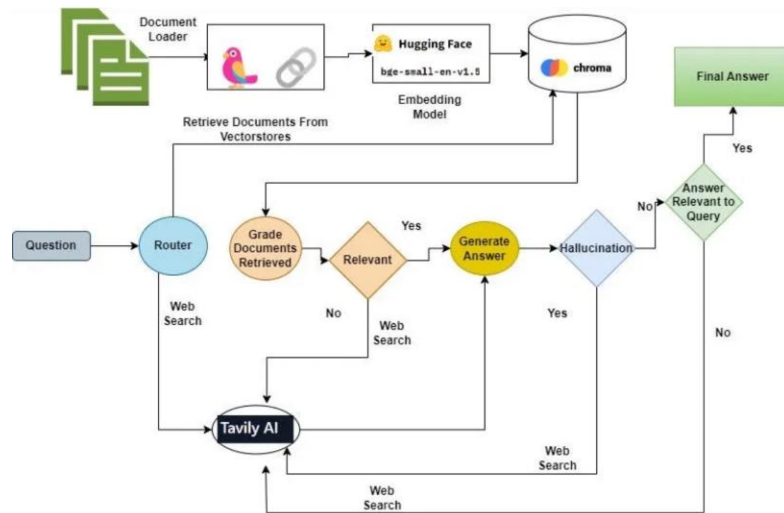 Document
Loader
Hugging Face
bge-small-en-v1.5
chroma
Final Answer
Embedding
Model
Retrieve Documents From
Vectorstores
Yes
Answer
Relevant to
Query
No
Question
Router
Grade
Documents
Retrieved
Relevant
Yes
Generate
Answer
Hallucination
Web
Search
No
Web
Search
Yes
No
Tavily AI
Web
Search
Web
Search